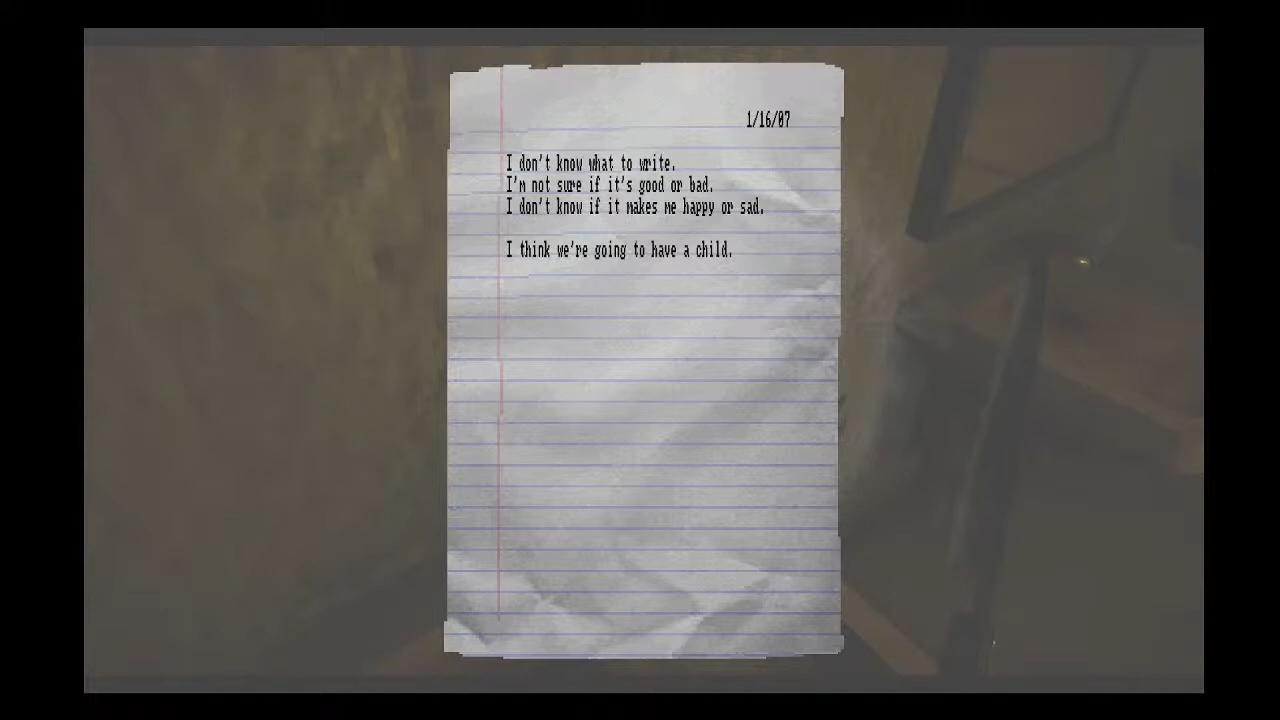 1/16/07
I don't know what to write.
I'm not sure if it's good or bad.
I don't know if it makes me happy or sad.
I think we're going to have a child.